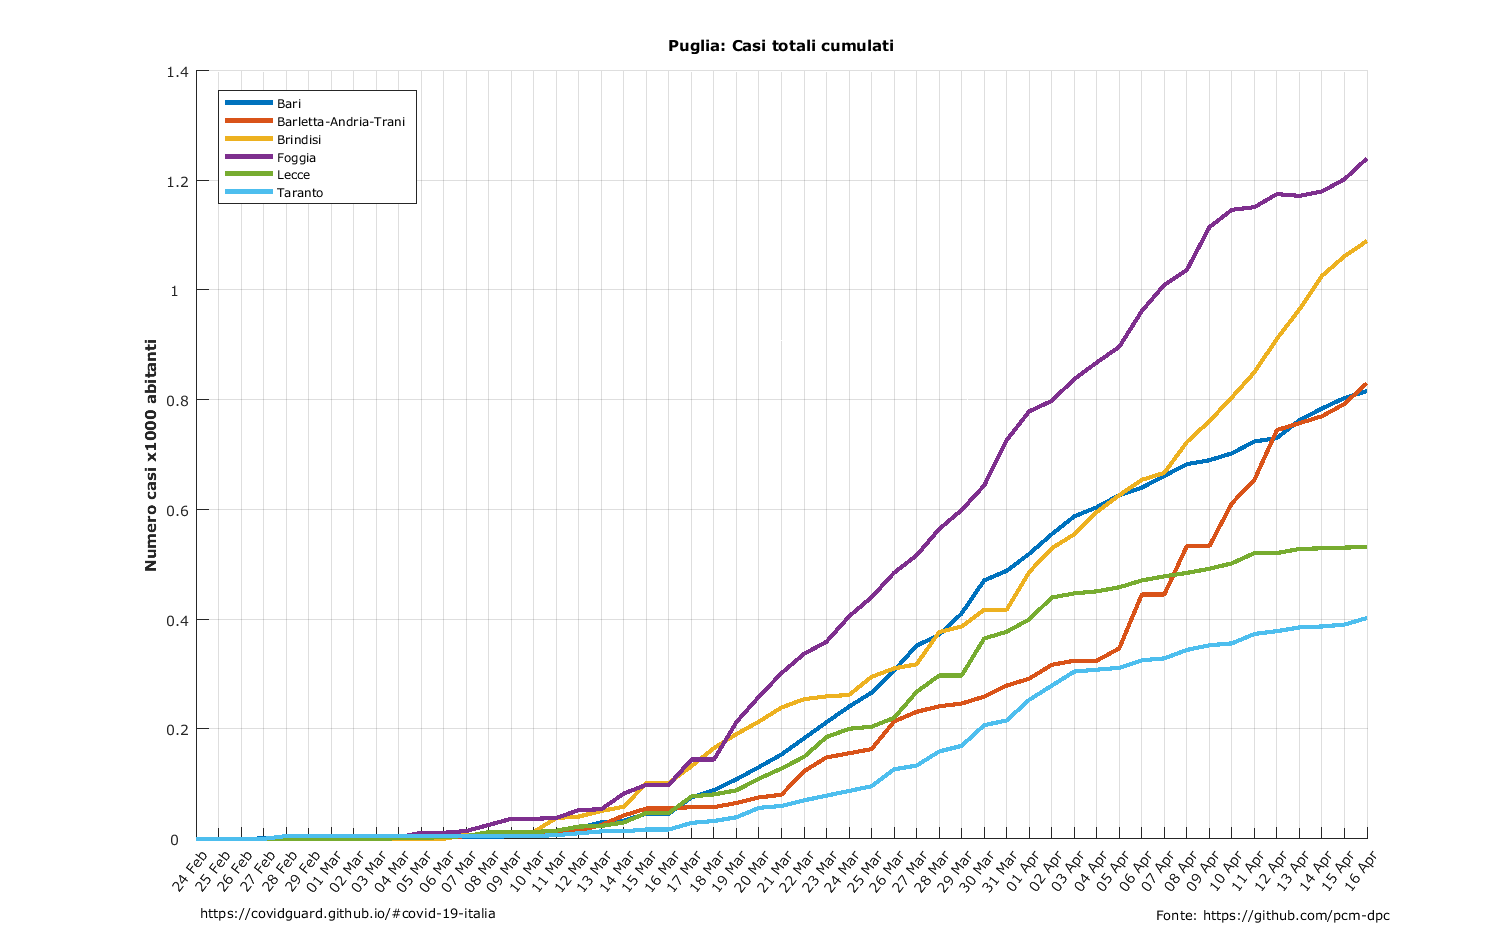 Puglia: Casi totali cumulati
Numero casi x1000 abitanti
1.4
1.2
1
0.8
0.6
0.4
0.2
0
Bari
Barletta-Andria-Trani
Brindisi
Foggia
Lecce
Taranto
24 Feb
25 Feb
26 Feb
27 Feb
28 Feb
29 Feb
01 Mar
02 Mar
03 Mar
04 Mar
05 Mar
06 Mar
07 Mar
08 Mar
09 Mar
10 Mar
11 Mar
12 Mar
13 Mar
14 Mar
15 Mar
16 Mar
17 Mar
18 Mar
19 Mar
20 Mar
21 Mar
22 Mar
23 Mar
24 Mar
25 Mar
26 Mar
27 Mar
28 Mar
29 Mar
30 Mar
31 Mar
01 Apr
02 Apr
03 Apr
04 Apr
05 Apr
06 Apr
07 Apr
08 Apr
09 Apr
10 Apr
11 Apr
12 Apr
13 Apr
14 Apr
15 Apr
16 Apr
https://covidguard.github.io/#covid-19-italia
Fonte: https://github.com/pcm-dpc